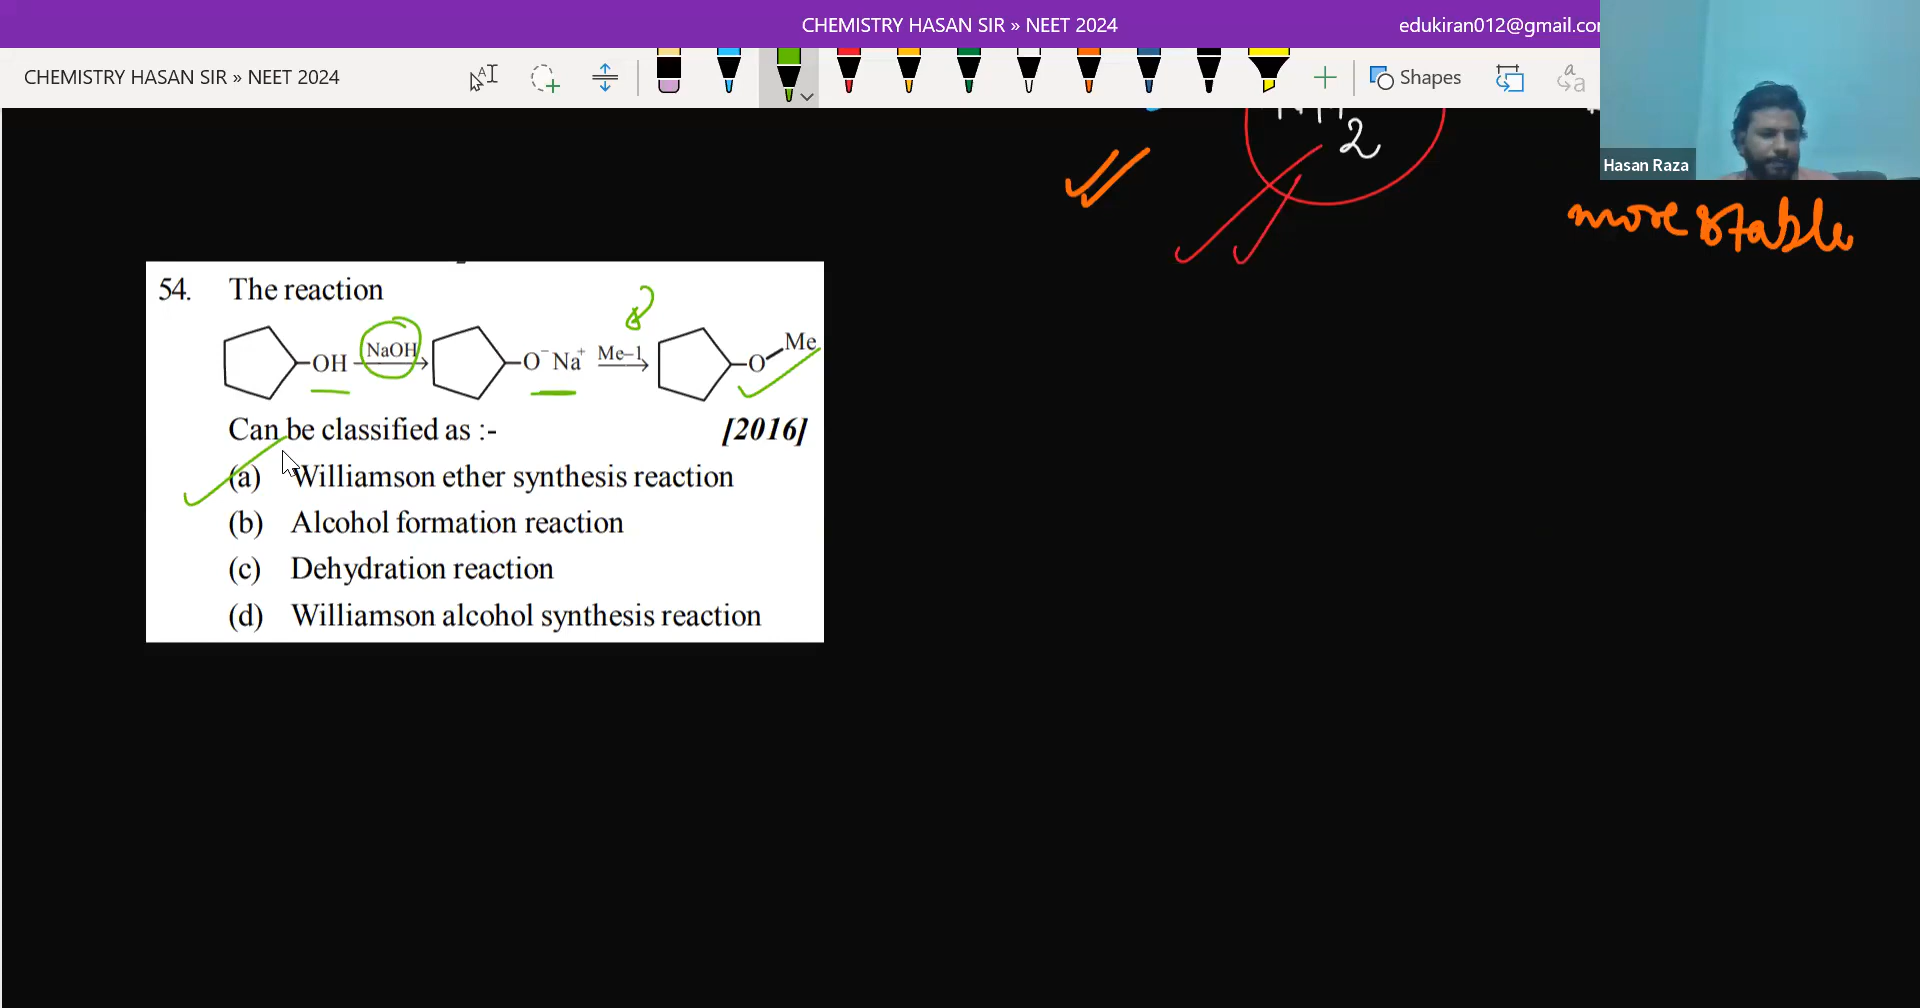 CHEMISTRY HASAN SIR » NEET 2024
edukiran012@gmail.co
CHEMISTRY HASAN SIR » NEET 2024
Shapes
2
Hasan Raza
more stable
54. The reaction
OH NaOH O⁻Na⁺ Me–I O Me
Can be classified as :- [2016]
(a) Williamson ether synthesis reaction
(b) Alcohol formation reaction
(c) Dehydration reaction
(d) Williamson alcohol synthesis reaction